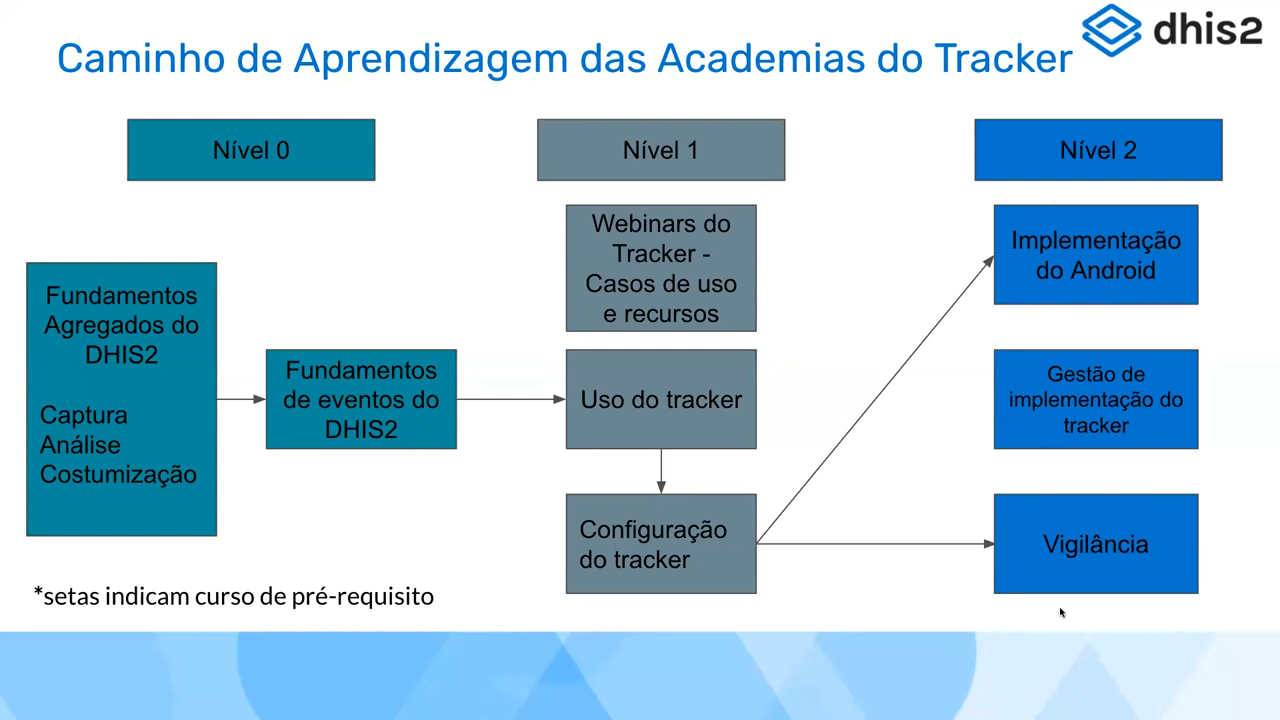 dhis2
Caminho de Aprendizagem das Academias do Tracker
Nível 0
Nível 1
Nível 2
Fundamentos
Agregados do
DHIS2
Captura
Análise
Costumização
Fundamentos
de eventos do
DHIS2
Webinars do
Tracker -
Casos de uso
e recursos
Uso do tracker
Configuração
do tracker
Implementação
do Android
Gestão de
implementação do
tracker
Vigilância
*setas indicam curso de pré-requisito